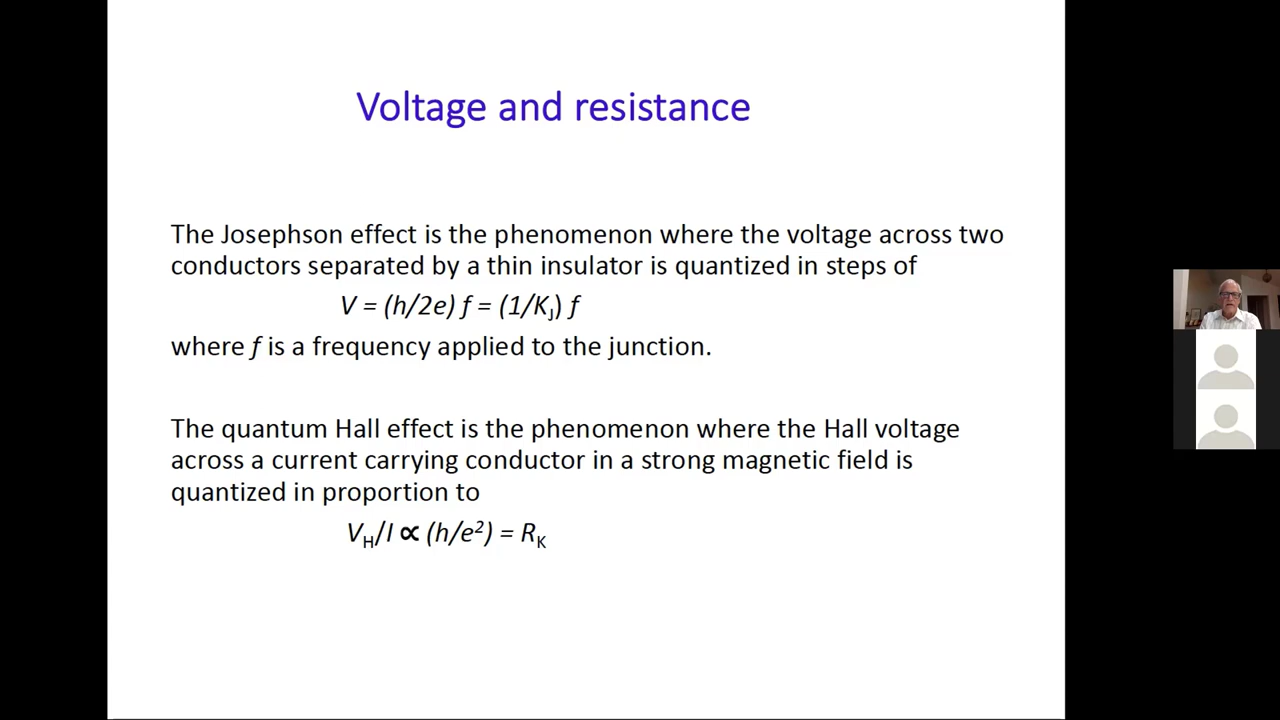 Voltage and resistance
The Josephson effect is the phenomenon where the voltage across two
conductors separated by a thin insulator is quantized in steps of
V = (h/2e) f = (1/K_J) f
where f is a frequency applied to the junction.
The quantum Hall effect is the phenomenon where the Hall voltage
across a current carrying conductor in a strong magnetic field is
quantized in proportion to
V_H/I ∝ (h/e²) = R_K